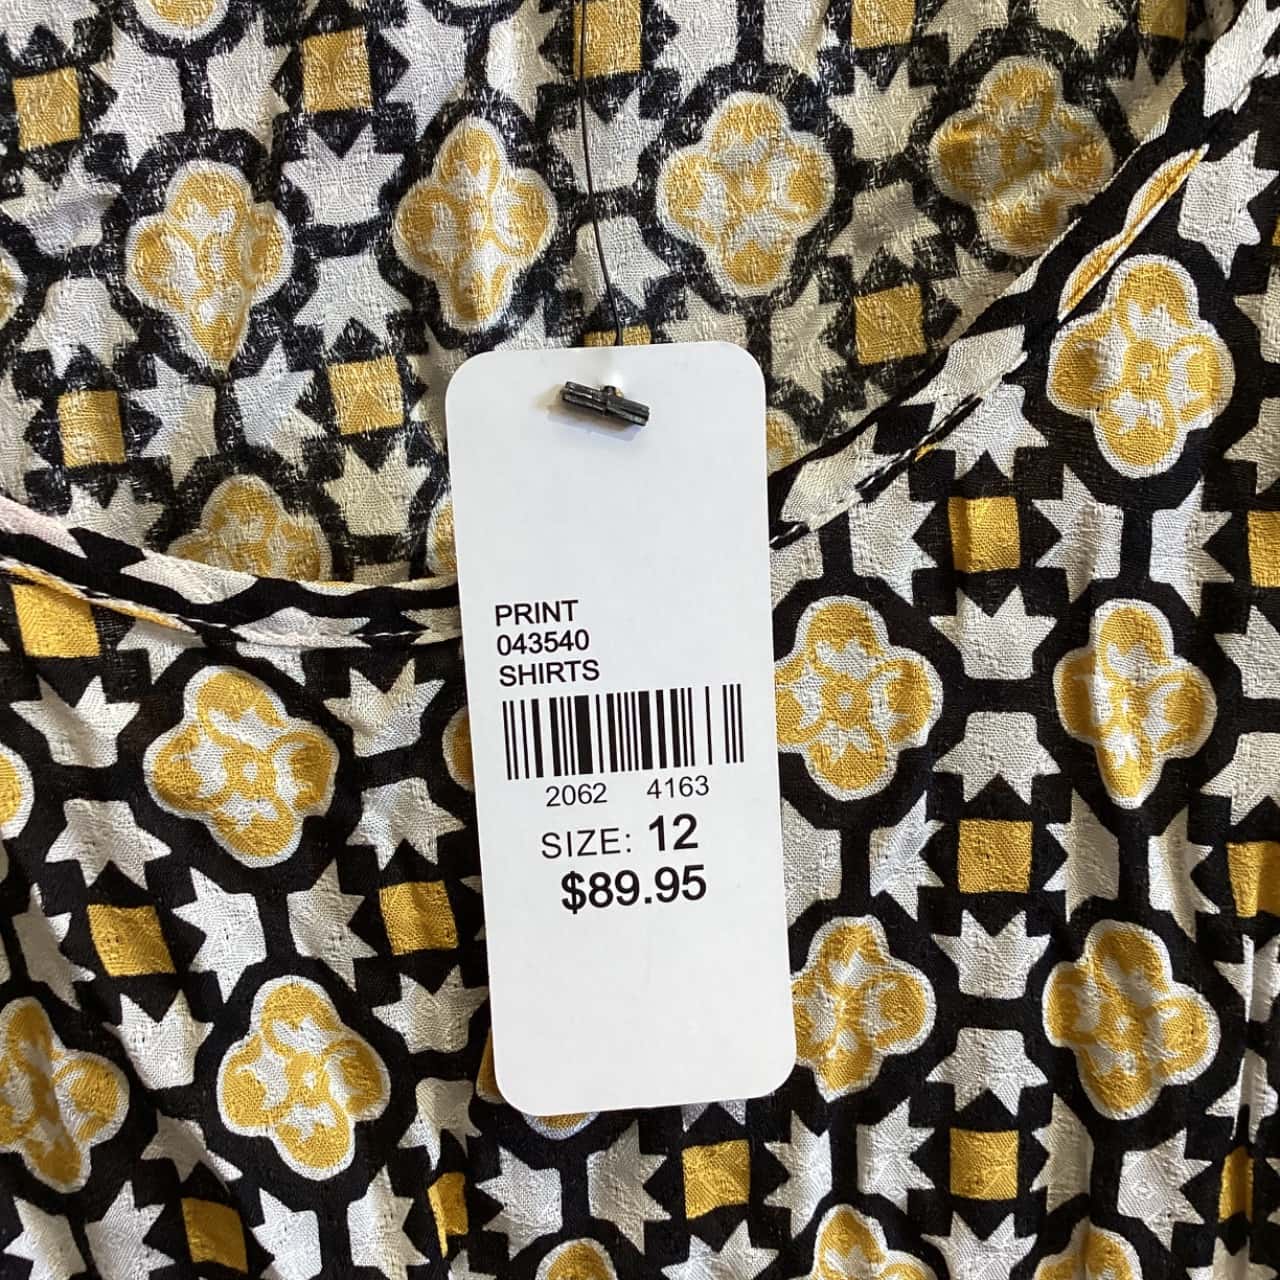 PRINT
043540
SHIRTS
2062 4163
SIZE: 12
$89.95